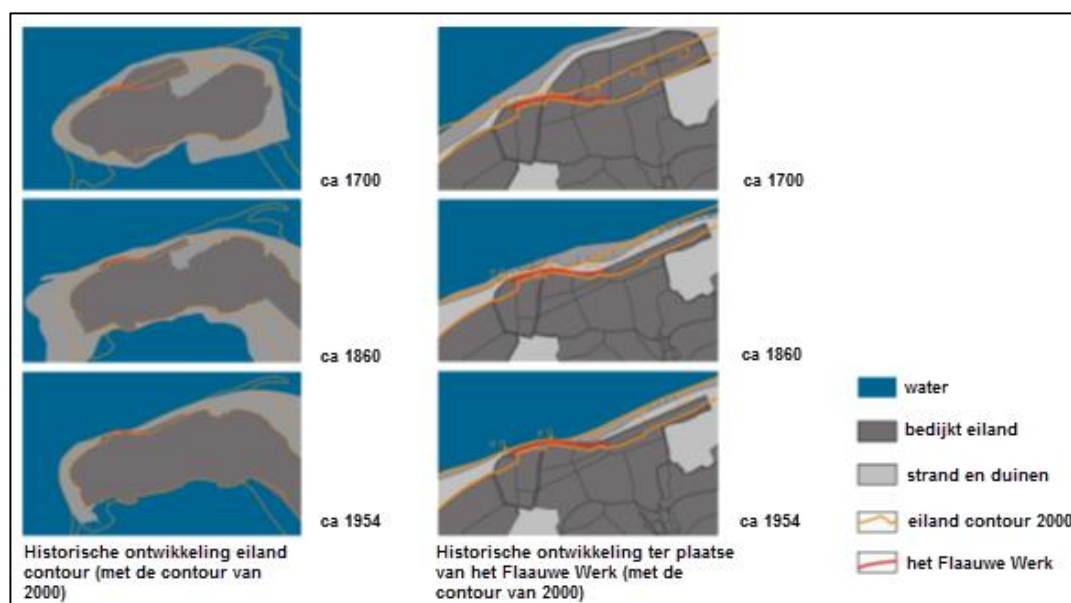 ca 1700
ca 1700
ca 1860
ca 1860
ca 1954
ca 1954
Historische ontwikkeling eiland
contour (met de contour van
2000)
Historische ontwikkeling ter plaatse
van het Flaauwe Werk (met de
contour van 2000)
water
bedijkt eiland
strand en duinen
eiland contour 2000
het Flaauwe Werk